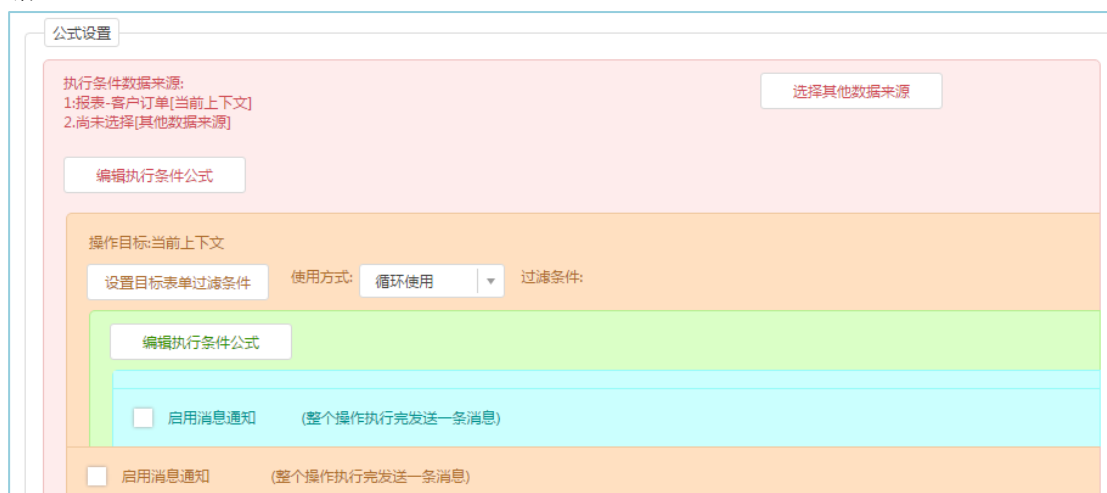 公式设置
执行条件数据来源:
1:报表-客户订单[当前上下文]
选择其他数据来源
2.尚未选择[其他数据来源]
编辑执行条件公式
操作目标:当前上下文
设置目标表单过滤条件 使用方式: 循环使用 过滤条件:
编辑执行条件公式
启用消息通知 (整个操作执行完发送一条消息)
启用消息通知 (整个操作执行完发送一条消息)